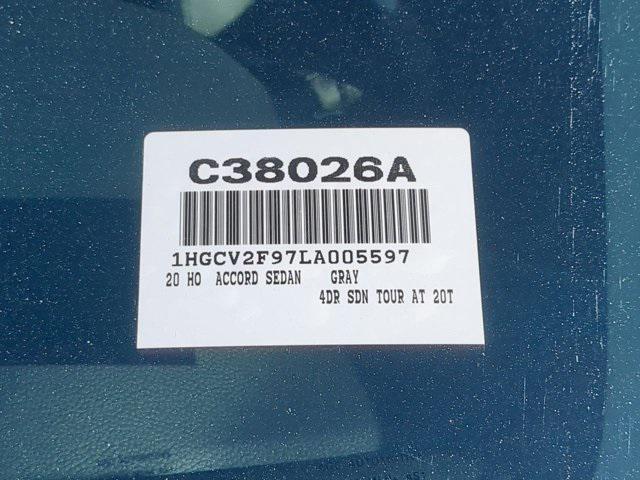 C38026A
1HGCV2F97LA005597
20 HO ACCORD SEDAN GRAY
4DR SDN TOUR AT 20T